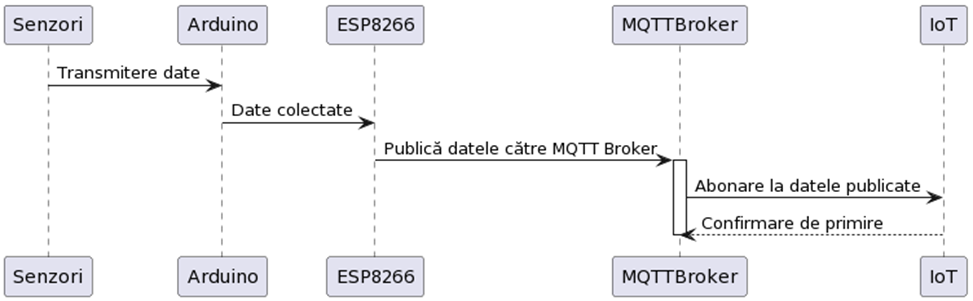 Senzori
Arduino
ESP8266
MQTTBroker
IoT
Transmitere date
Date colectate
Publică datele către MQTT Broker
Abonare la datele publicate
Confirmare de primire
Senzori
Arduino
ESP8266
MQTTBroker
IoT